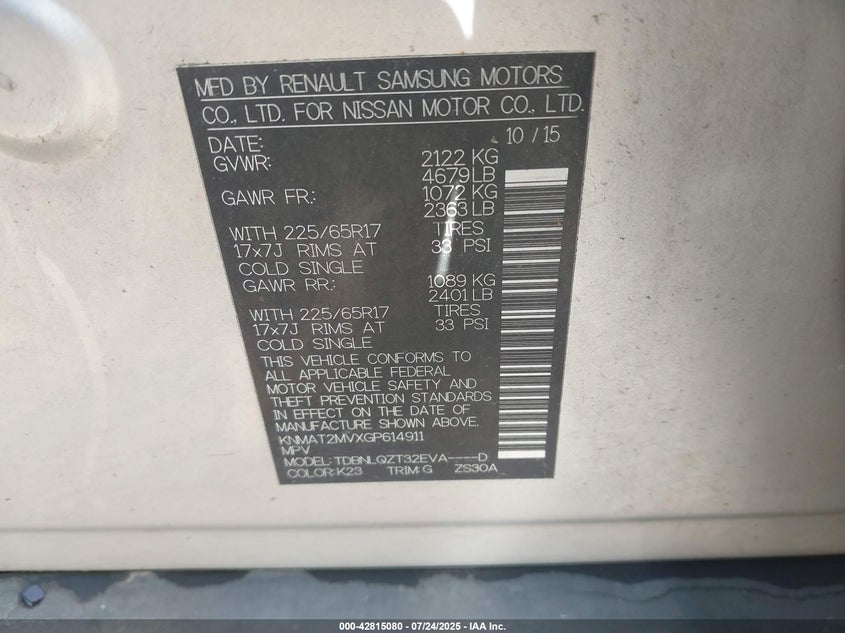 MFD BY RENAULT SAMSUNG MOTORS
CO., LTD. FOR NISSAN MOTOR CO., LTD.
DATE: 10 / 15
GVWR: 2122 KG
4679 LB
GAWR FR.: 1072 KG
2363 LB
WITH 225/65R17 TIRES
17x7J RIMS AT 33 PSI
COLD SINGLE
GAWR RR.: 1089 KG
2401 LB
WITH 225/65R17 TIRES
17x7J RIMS AT 33 PSI
COLD SINGLE
THIS VEHICLE CONFORMS TO
ALL APPLICABLE FEDERAL
MOTOR VEHICLE SAFETY AND
THEFT PREVENTION STANDARDS
IN EFFECT ON THE DATE OF
MANUFACTURE SHOWN ABOVE.
KNMAT2MVXGP614911
MPV
MODEL: TDBNLQZT32EVA----D
COLOR:K23 TRIM:G ZS30A
000-42815080 - 07/24/2025 - IAA Inc.